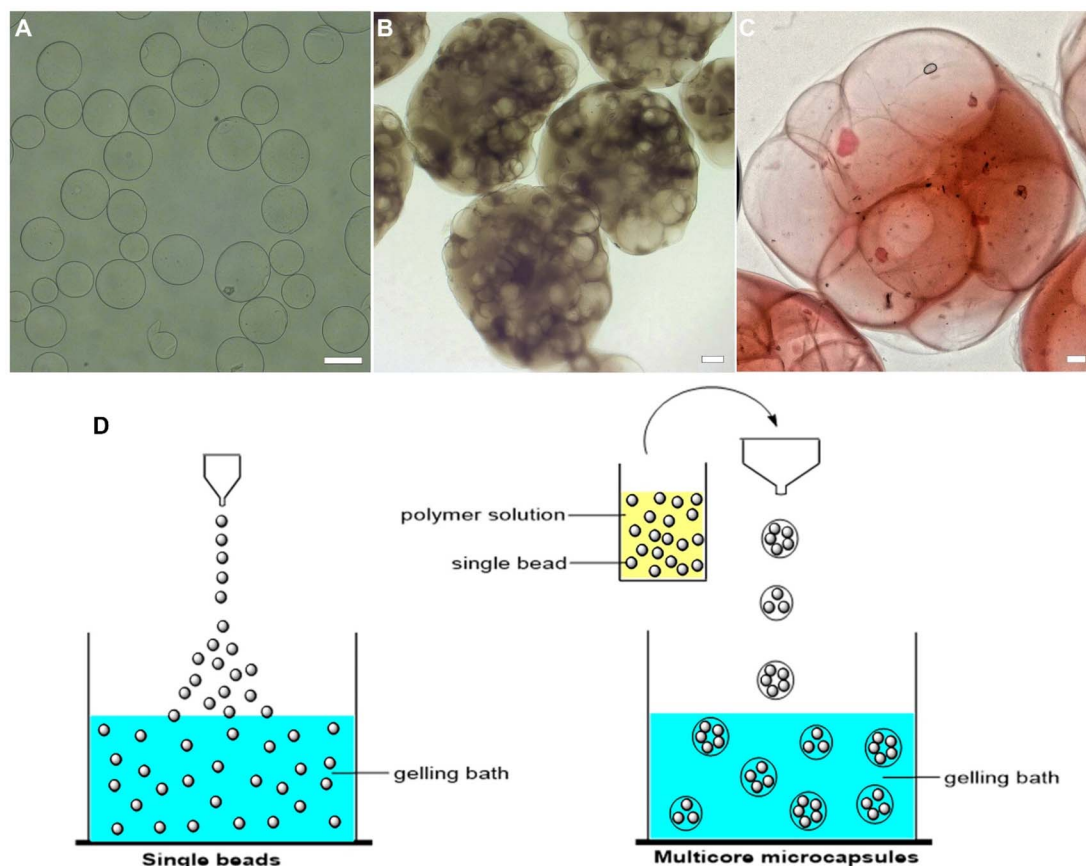 A
B
C
D
polymer solution
single bead
gelling bath
gelling bath
Single beads
Multicore microcapsules